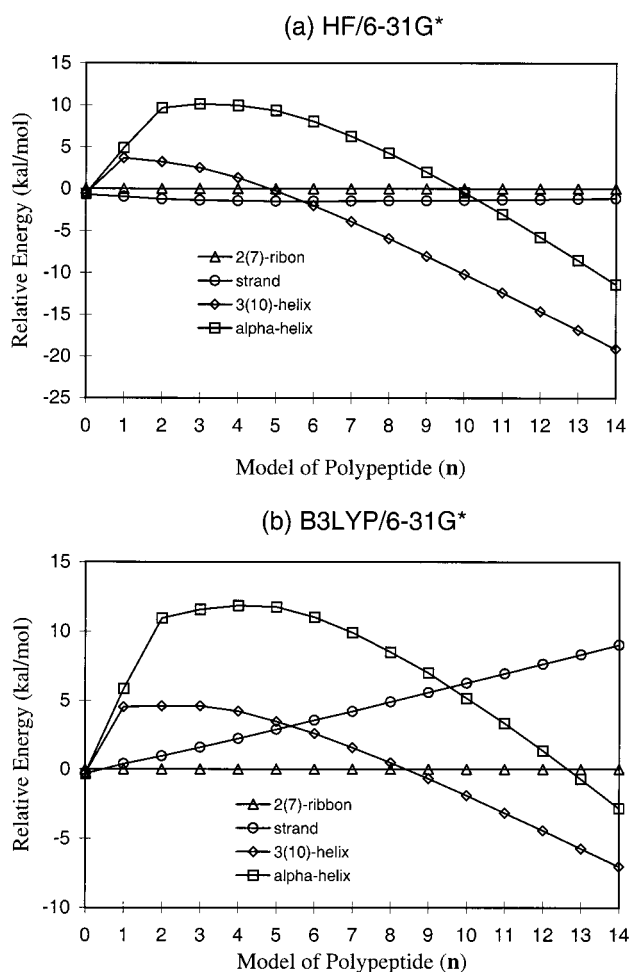 (a) HF/6-31G*
15
10
5
0
-5
-10
-15
-20
-25
Relative Energy (kal/mol)
2(7)-ribon
strand
3(10)-helix
alpha-helix
0 1 2 3 4 5 6 7 8 9 10 11 12 13 14
Model of Polypeptide (n)
(b) B3LYP/6-31G*
15
10
5
0
-5
-10
Relative Energy (kal/mol)
2(7)-ribbon
strand
3(10)-helix
alpha-helix
0 1 2 3 4 5 6 7 8 9 10 11 12 13 14
Model of Polypeptide (n)